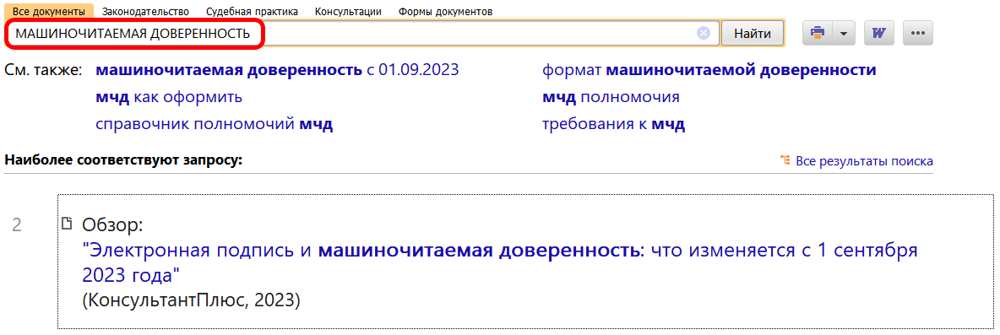 Все документы Законодательство Судебная практика Консультации Формы документов
МАШИНОЧИТАЕМАЯ ДОВЕРЕННОСТЬ Найти W
См. также: машиночитаемая доверенность с 01.09.2023 формат машиночитаемой доверенности
мчд как оформить мчд полномочия
справочник полномочий мчд требования к мчд
Наиболее соответствуют запросу: Все результаты поиска
2 Обзор:
"Электронная подпись и машиночитаемая доверенность: что изменяется с 1 сентября
2023 года"
(КонсультантПлюс, 2023)